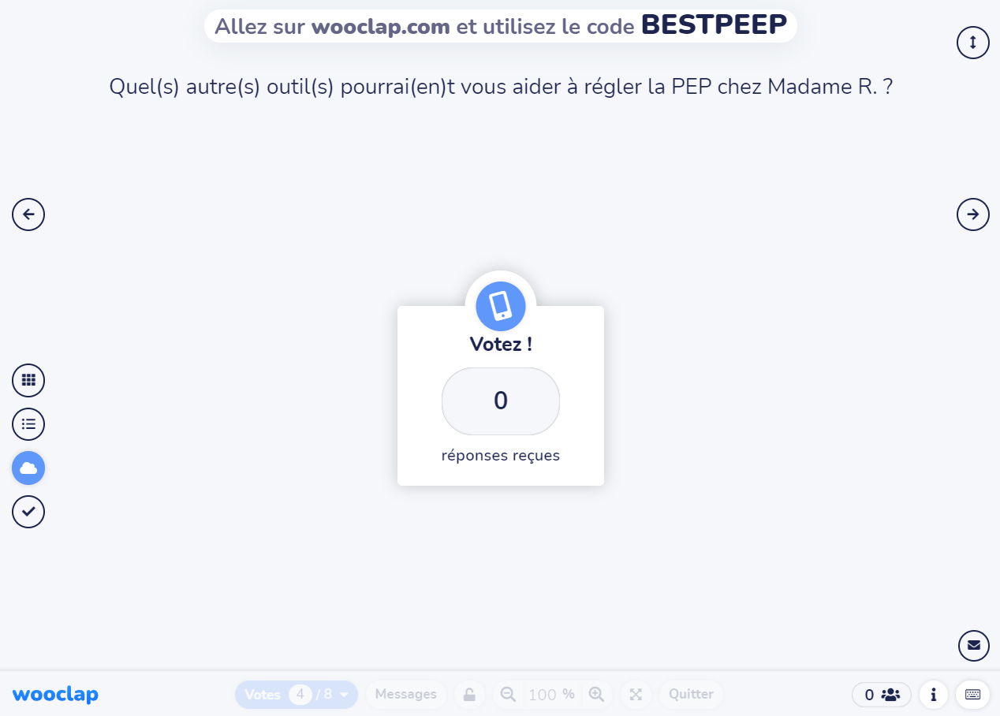 Allez sur wooclap.com et utilisez le code BESTPEEP
Quel(s) autre(s) outil(s) pourrai(en)t vous aider à régler la PEP chez Madame R. ?
Votez !
0
réponses reçues
wooclap
Votes 4 / 8
Messages
100 %
Quitter
0